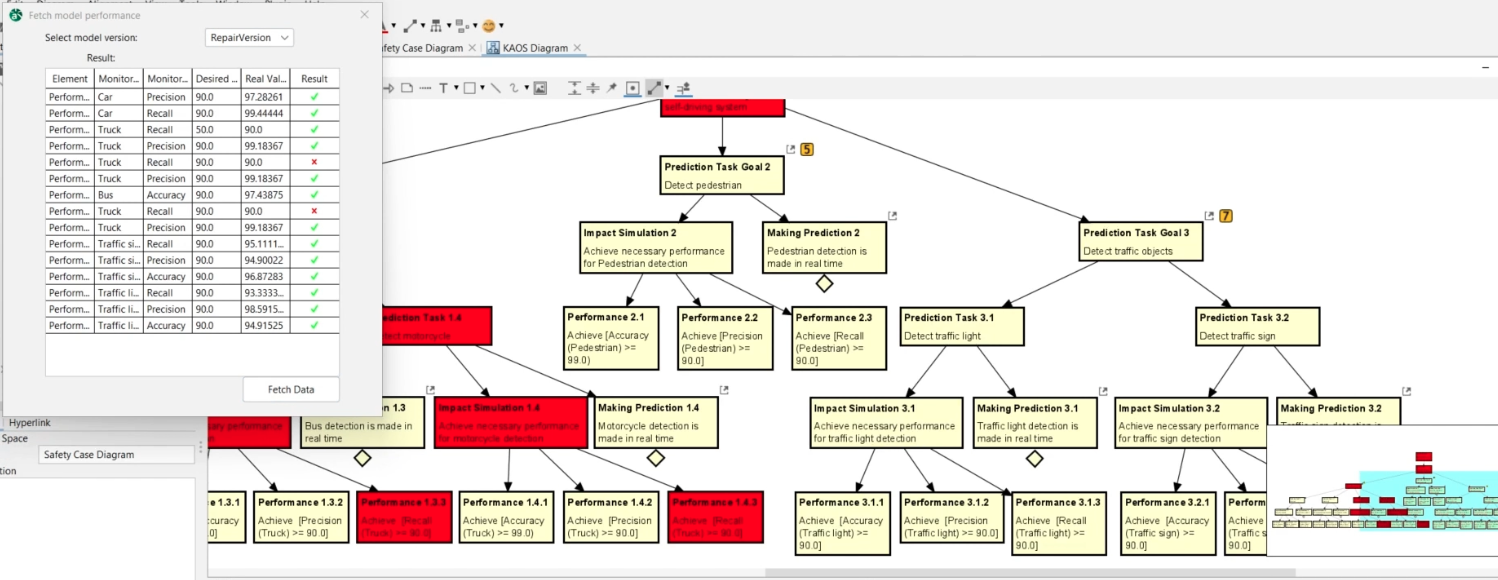 Fetch model performance
Select model version:
RepairVersion
Result:
Element Monitor... Monitor... Desired ... Real Val... Result
Perform... Car Precision 90.0 97.28261
Perform... Car Recall 90.0 99.44444
Perform... Truck Recall 50.0 90.0
Perform... Truck Precision 90.0 99.18367
Perform... Truck Recall 90.0 90.0
Perform... Truck Precision 90.0 99.18367
Perform... Bus Accuracy 90.0 97.43875
Perform... Truck Recall 90.0 90.0
Perform... Truck Precision 90.0 99.18367
Perform... Traffic si... Recall 90.0 95.1111...
Perform... Traffic si... Precision 90.0 94.90022
Perform... Traffic si... Accuracy 90.0 96.87283
Perform... Traffic li... Recall 90.0 93.3333...
Perform... Traffic li... Precision 90.0 98.5915...
Perform... Traffic li... Accuracy 90.0 94.91525
Fetch Data
Hyperlink
Space
Safety Case Diagram
tion
fety Case Diagram
KAOS Diagram
T
self-driving system
5
Prediction Task Goal 2
Detect pedestrian
7
Prediction Task Goal 3
Detect traffic objects
Impact Simulation 2
Achieve necessary performance
for Pedestrian detection
Making Prediction 2
Pedestrian detection is
made in real time
Performance 2.1
Achieve [Accuracy
(Pedestrian) >=
99.0)
Performance 2.2
Achieve [Precision
(Pedestrian) >=
90.0]
Performance 2.3
Achieve [Recall
(Pedestrian) >=
90.0]
Prediction Task 3.1
Detect traffic light
Prediction Task 3.2
Detect traffic sign
ediction Task 1.4
tect motorcycle
n 1.3
Bus detection is made in
real time
Impact Simulation 1.4
Achieve necessary performance
for motorcycle detection
Making Prediction 1.4
Motorcycle detection is
made in real time
Impact Simulation 3.1
Achieve necessary performance
for traffic light detection
Making Prediction 3.1
Traffic light detection is
made in real time
Impact Simulation 3.2
Achieve necessary performance
for traffic sign detection
Making Prediction 3.2
sary performance
n.
e 1.3.1
ccuracy
0]
Performance 1.3.2
Achieve [Precision
(Truck) >= 90.0]
Performance 1.3.3
Achieve [Recall
(Truck) >= 90.0]
Performance 1.4.1
Achieve [Accuracy
(Truck) >= 99.0]
Performance 1.4.2
Achieve [Precision
(Truck) >= 90.0]
Performance 1.4.3
Achieve [Recall
(Truck) >= 90.0]
Performance 3.1.1
Achieve [Accuracy
(Traffic light) >=
90.0]
Performance 3.1.2
Achieve [Precision
(Traffic light) >= 90.0]
Performance 3.1.3
Achieve [Recall
(Traffic light) >=
90.0]
Performance 3.2.1
Achieve [Accuracy
(Traffic sign) >=
90.0]
Perform
Achieve
(Traffic s
90.0]